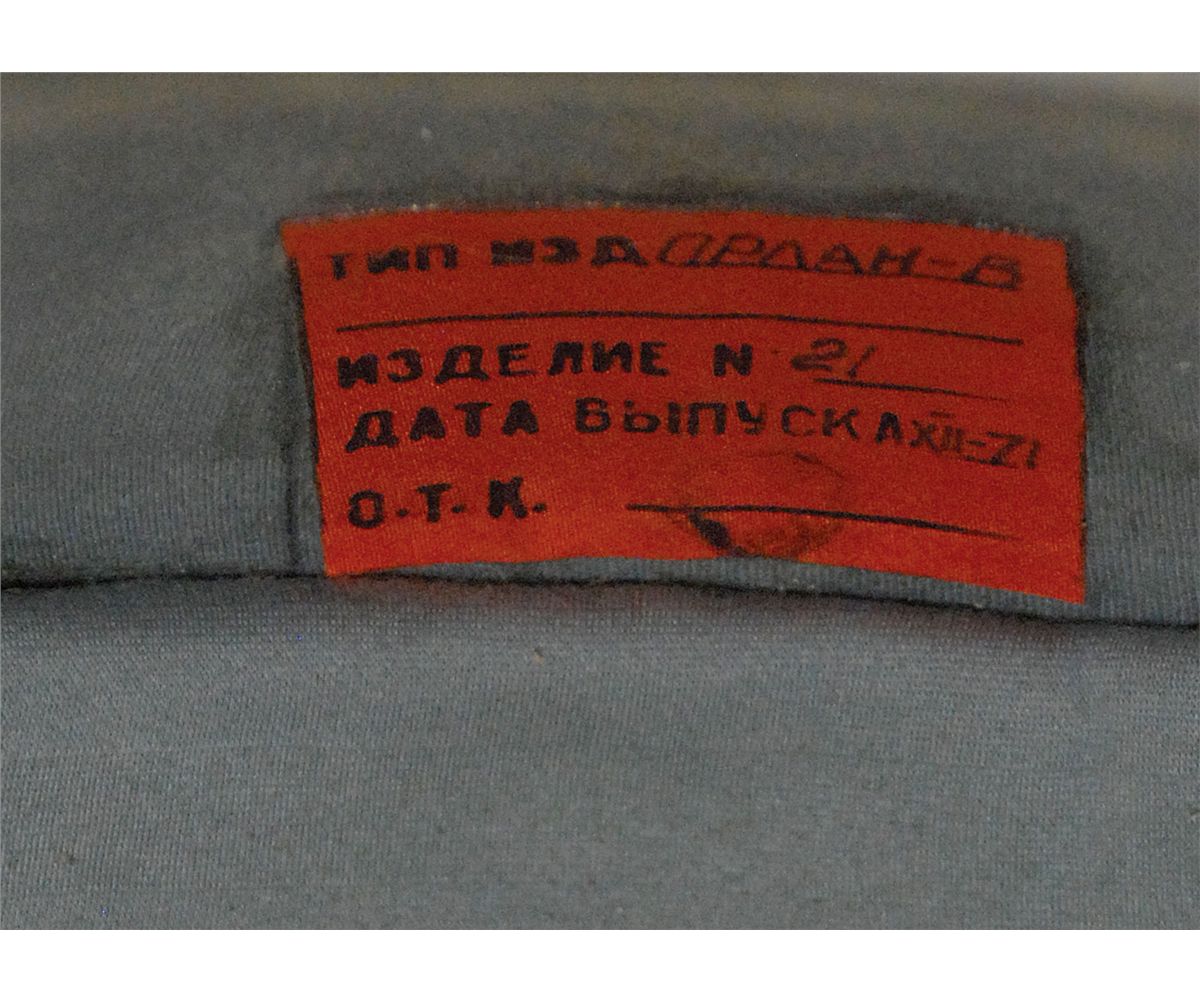 ТИП ИЗД ОРЛАН-В
ИЗДЕЛИЕ N 21
ДАТА ВЫПУСКА XII-71
О.Т.К.